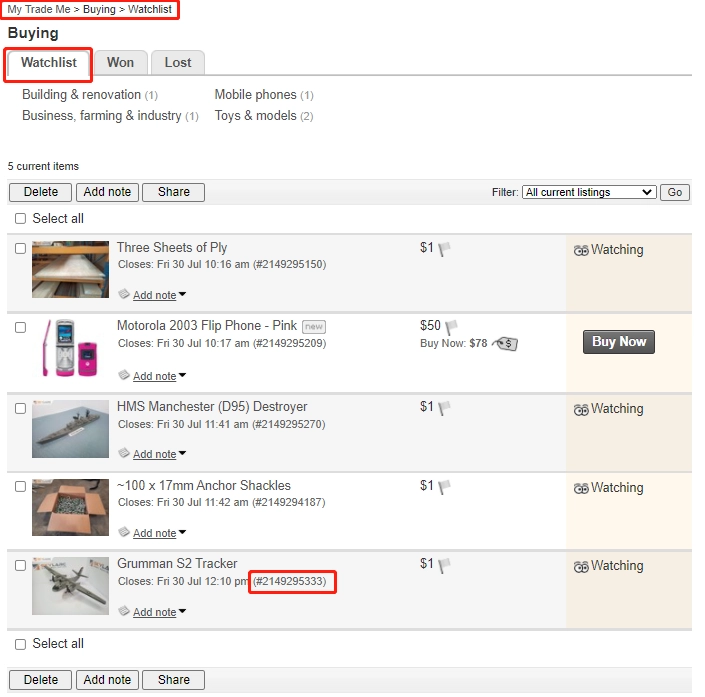 My Trade Me > Buying > Watchlist
Buying
Watchlist Won Lost
Building & renovation (1) Mobile phones (1)
Business, farming & industry (1) Toys & models (2)
5 current items
Delete Add note Share Filter: All current listings Go
Select all
Three Sheets of Ply $1 Watching
Closes: Fri 30 Jul 10:16 am (#2149295150)
Add note
Motorola 2003 Flip Phone - Pink new $50
Closes: Fri 30 Jul 10:17 am (#2149295209) Buy Now: $78 $ Buy Now
Add note
HMS Manchester (D95) Destroyer $1 Watching
Closes: Fri 30 Jul 11:41 am (#2149295270)
Add note
~100 x 17mm Anchor Shackles $1 Watching
Closes: Fri 30 Jul 11:42 am (#2149294187)
Add note
Grumman S2 Tracker $1 Watching
Closes: Fri 30 Jul 12:10 pm (#2149295333)
Add note
Select all
Delete Add note Share